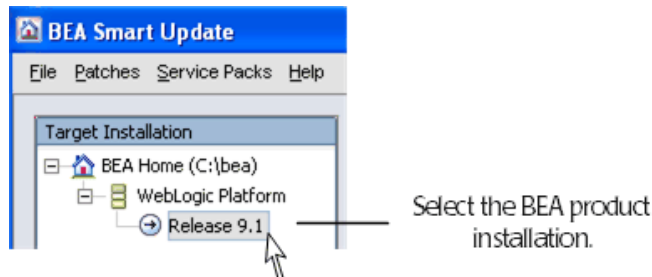 BEA Smart Update
File Patches Service Packs Help
Target Installation
BEA Home (C:\bea)
WebLogic Platform
Release 9.1
Select the BEA product
installation.